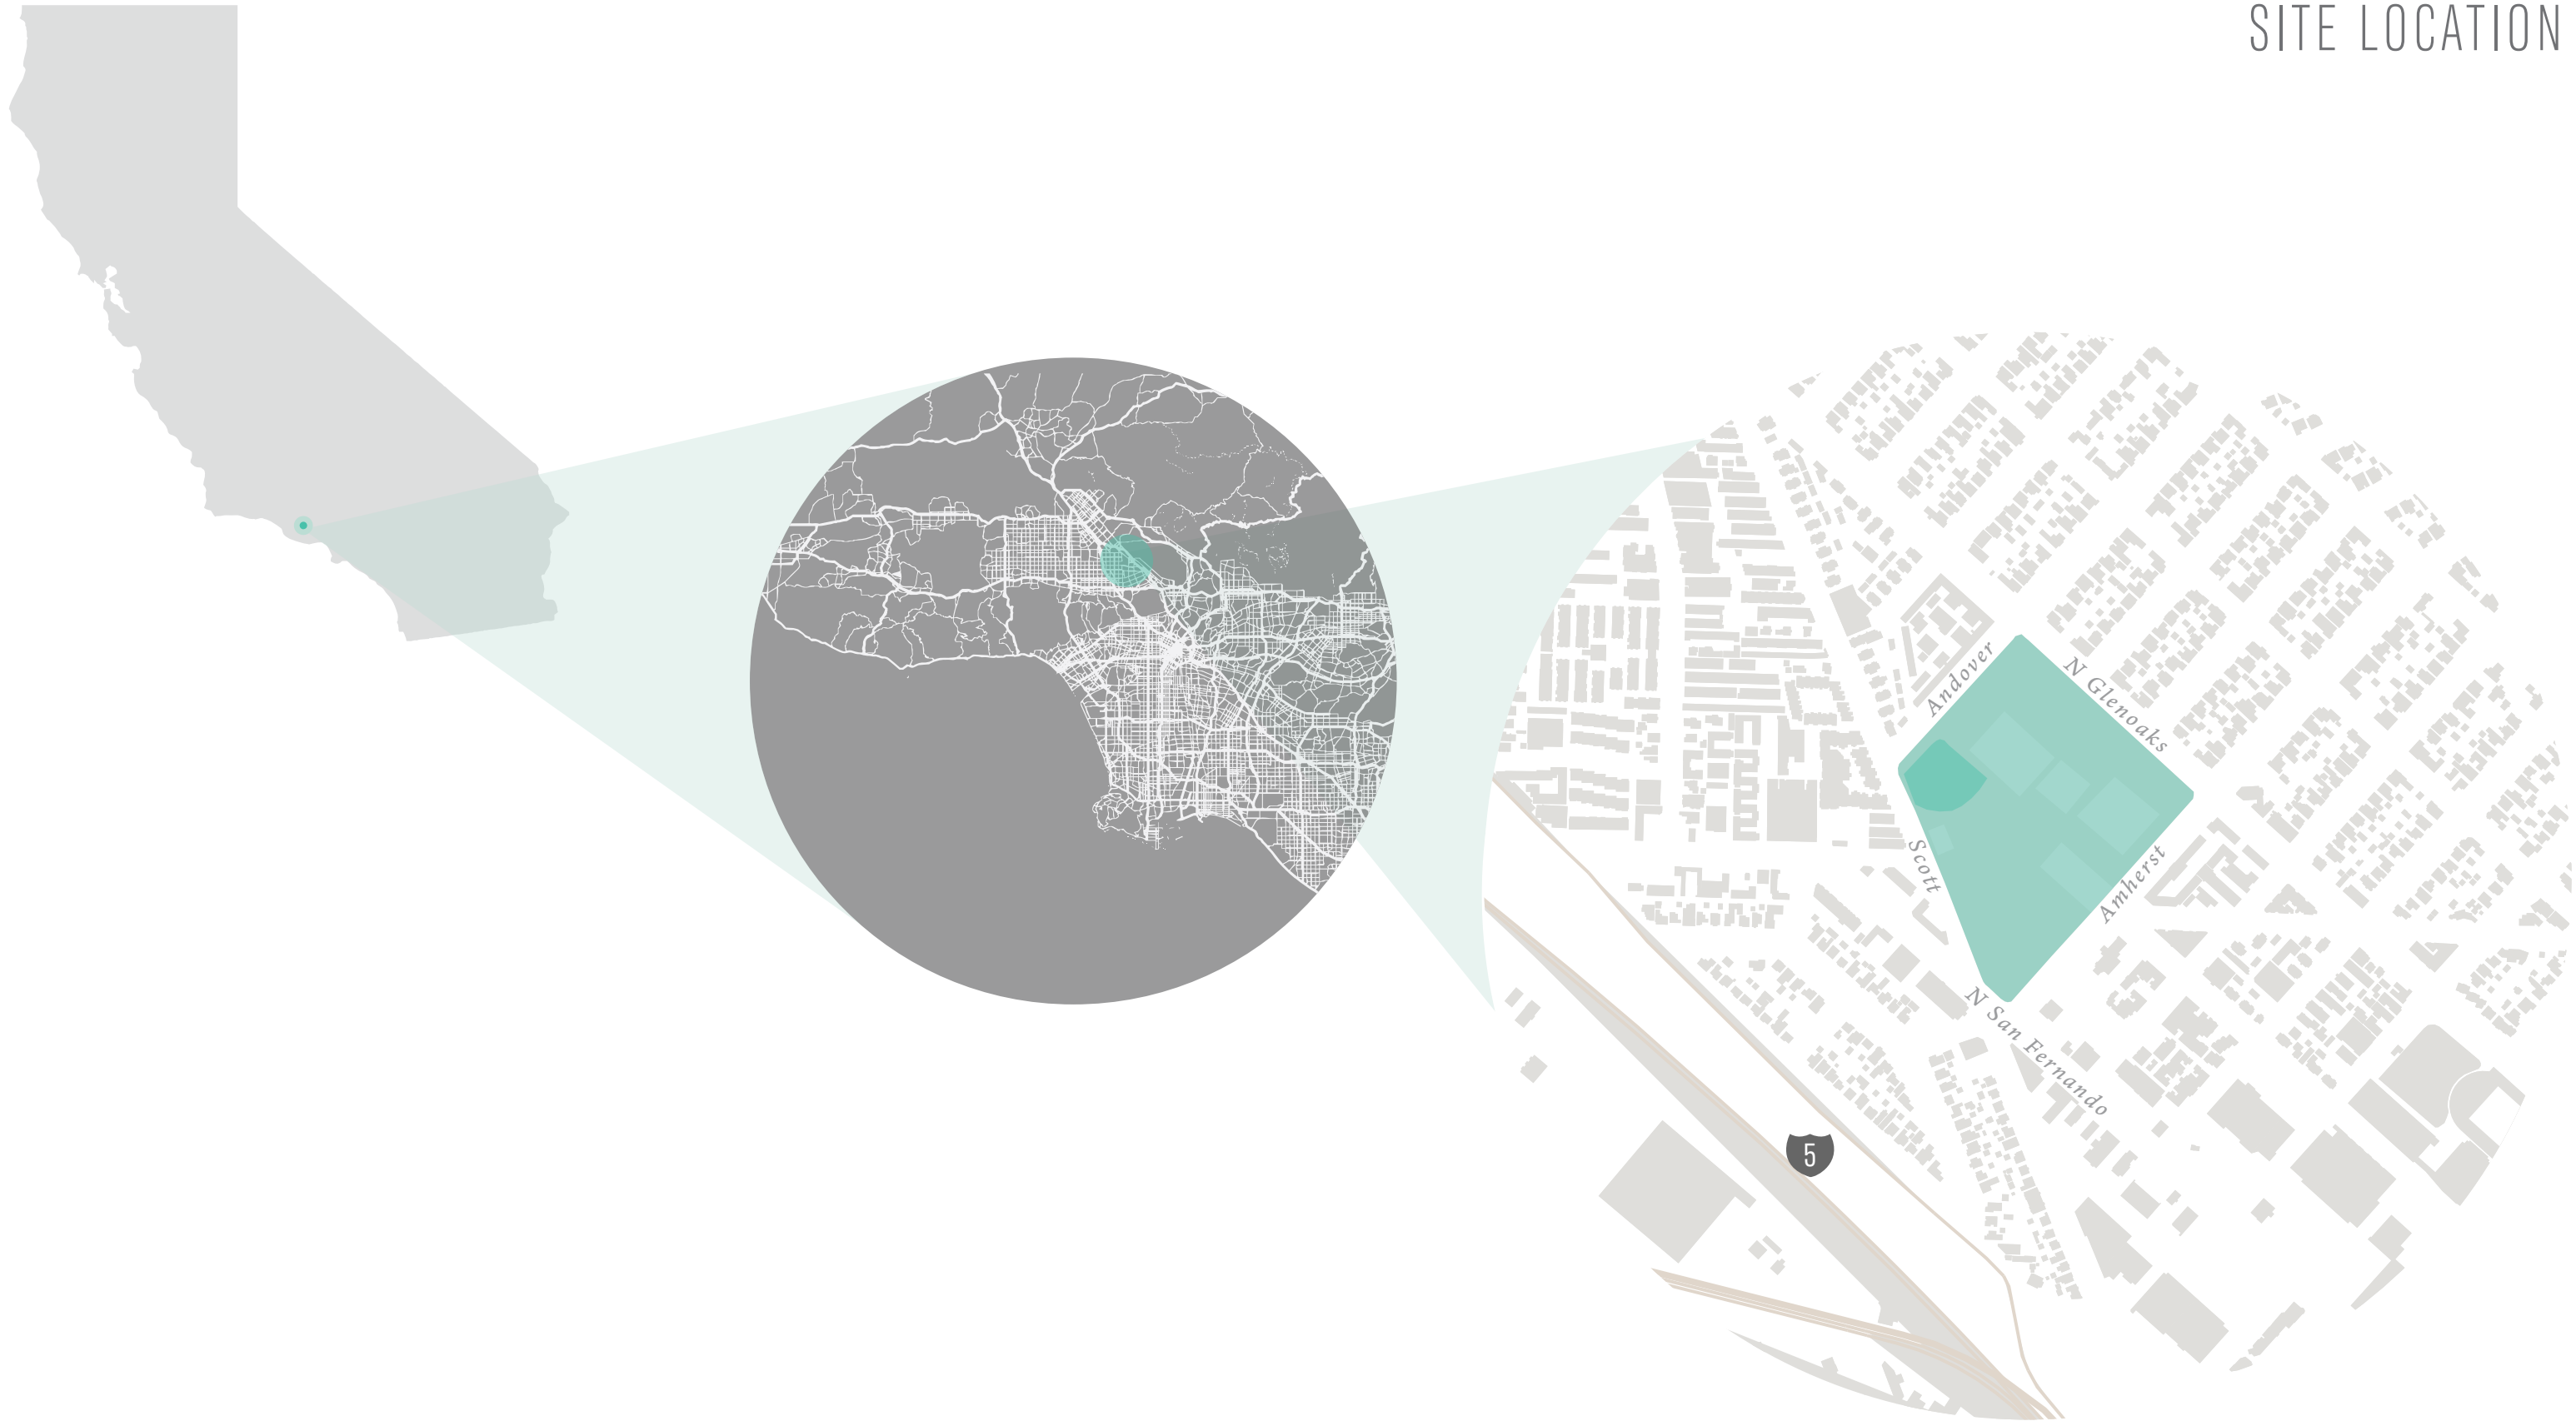 SITE LOCATION
Andover
N Glenoaks
Scott
Amherst
N San Fernando
5